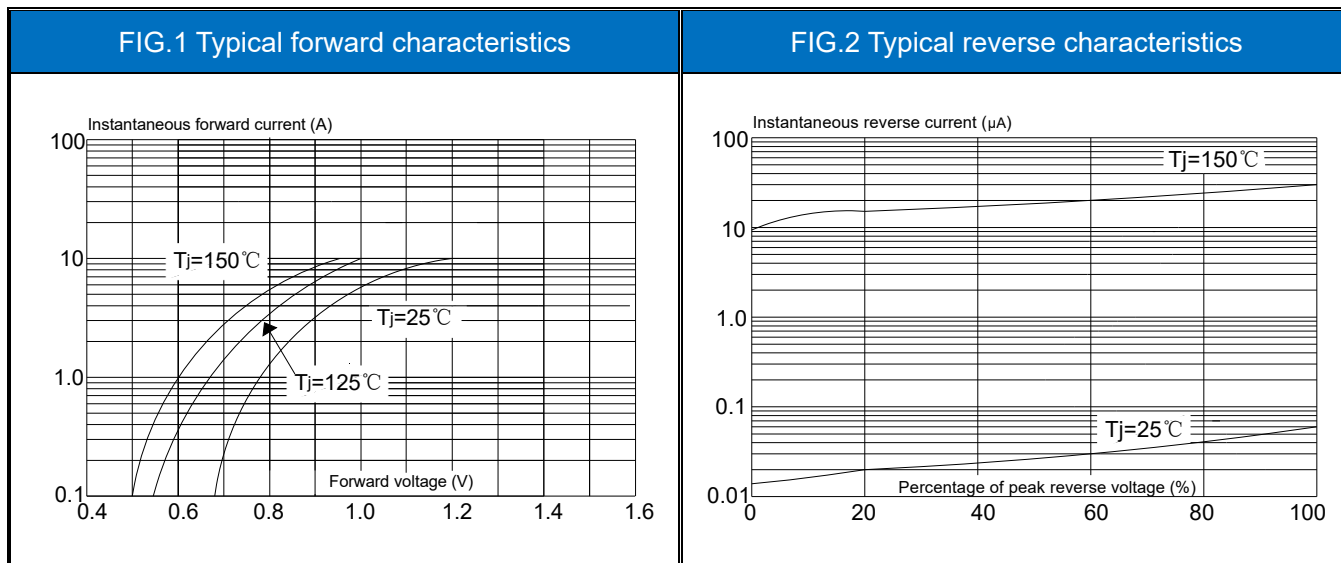 FIG.1 Typical forward characteristics
Instantaneous forward current (A)
100
10
1.0
0.1
Tj=150℃
Tj=25℃
Tj=125℃
Forward voltage (V)
0.4 0.6 0.8 1.0 1.2 1.4 1.6
FIG.2 Typical reverse characteristics
Instantaneous reverse current (μA)
100
10
1.0
0.1
0.01
Tj=150℃
Tj=25℃
Percentage of peak reverse voltage (%)
0 20 40 60 80 100